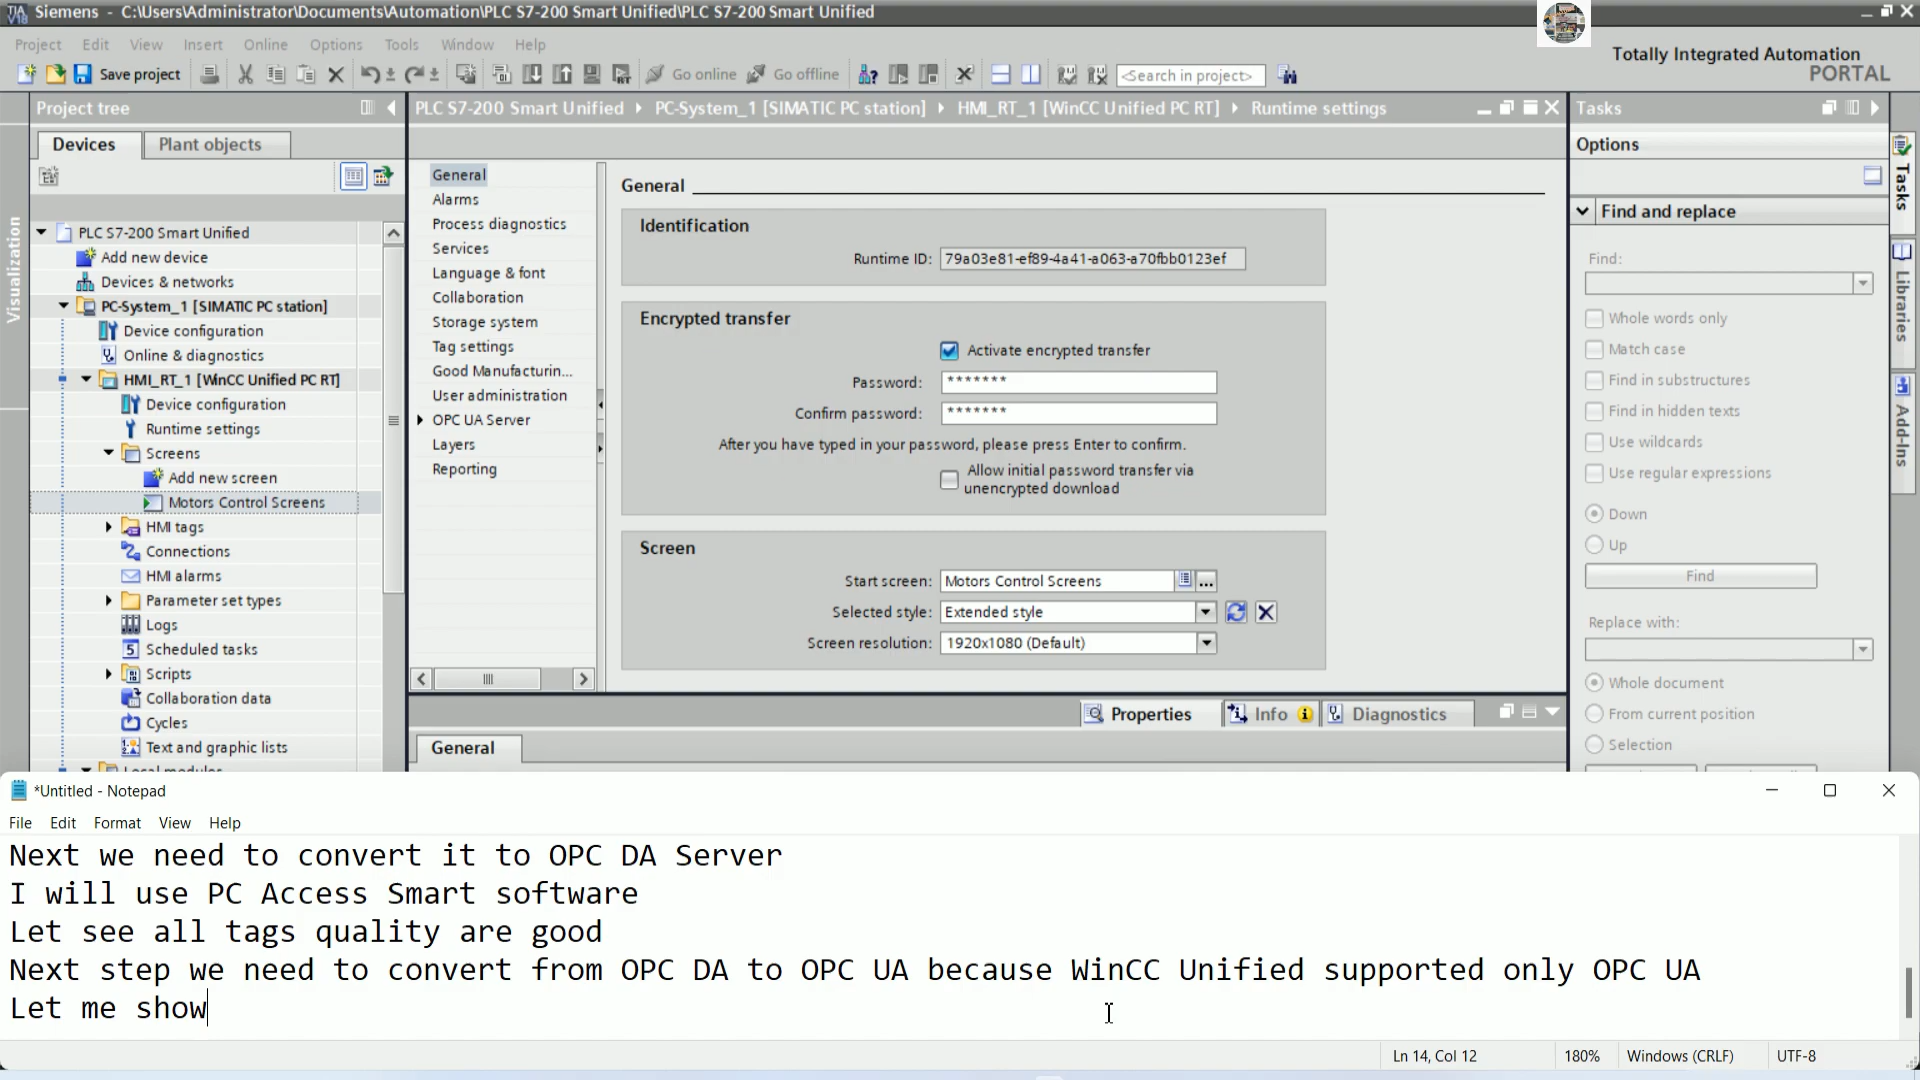 Siemens - C:\Users\Administrator\Documents\Automation\PLC S7-200 Smart Unified\PLC S7-200 Smart Unified
Project Edit View Insert Online Options Tools Window Help
Totally Integrated Automation
PORTAL
Save project
Go online
Go offline
<Search in project>
Project tree
PLC S7-200 Smart Unified
PC-System_1 [SIMATIC PC station]
HMI_RT_1 [WinCC Unified PC RT]
Runtime settings
Tasks
Devices
Plant objects
Options
Visualization
PLC S7-200 Smart Unified
Add new device
Devices & networks
PC-System_1 [SIMATIC PC station]
Device configuration
Online & diagnostics
HMI_RT_1 [WinCC Unified PC RT]
Device configuration
Runtime settings
Screens
Add new screen
Motors Control Screens
HMI tags
Connections
HMI alarms
Parameter set types
Logs
Scheduled tasks
Scripts
Collaboration data
Cycles
Text and graphic lists
Local modules
General
Alarms
Process diagnostics
Services
Language & font
Collaboration
Storage system
Tag settings
Good Manufacturin...
User administration
OPC UA Server
Layers
Reporting
General
Identification
Runtime ID: 79a03e81-ef89-4a41-a063-a70fbb0123ef
Encrypted transfer
Activate encrypted transfer
Password: *******
Confirm password: *******
After you have typed in your password, please press Enter to confirm.
Allow initial password transfer via
unencrypted download
Screen
Start screen: Motors Control Screens
Selected style: Extended style
Screen resolution: 1920x1080 (Default)
Properties
Info
Diagnostics
General
Find and replace
Find:
Whole words only
Match case
Find in substructures
Find in hidden texts
Use wildcards
Use regular expressions
Down
Up
Find
Replace with:
Whole document
From current position
Selection
Tasks
Libraries
Add-Ins
*Untitled - Notepad
File Edit Format View Help
Next we need to convert it to OPC DA Server
I will use PC Access Smart software
Let see all tags quality are good
Next step we need to convert from OPC DA to OPC UA because WinCC Unified supported only OPC UA
Let me show
Ln 14, Col 12
180%
Windows (CRLF)
UTF-8